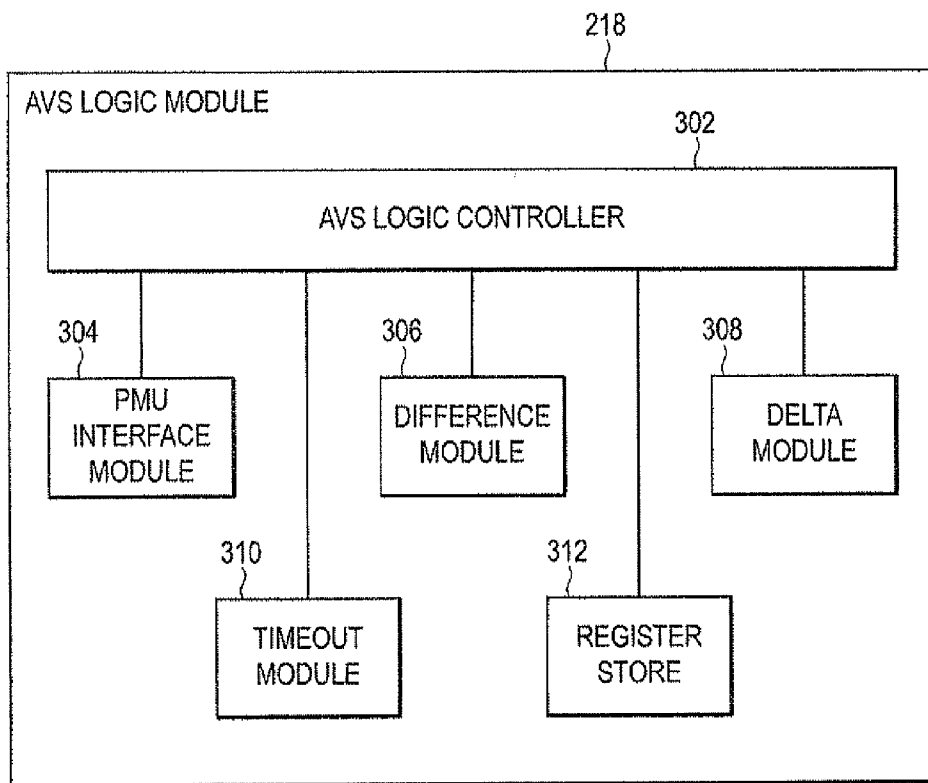 218
AVS LOGIC MODULE
302
AVS LOGIC CONTROLLER
304
PMU
INTERFACE
MODULE
306
DIFFERENCE
MODULE
308
DELTA
MODULE
310
TIMEOUT
MODULE
312
REGISTER
STORE